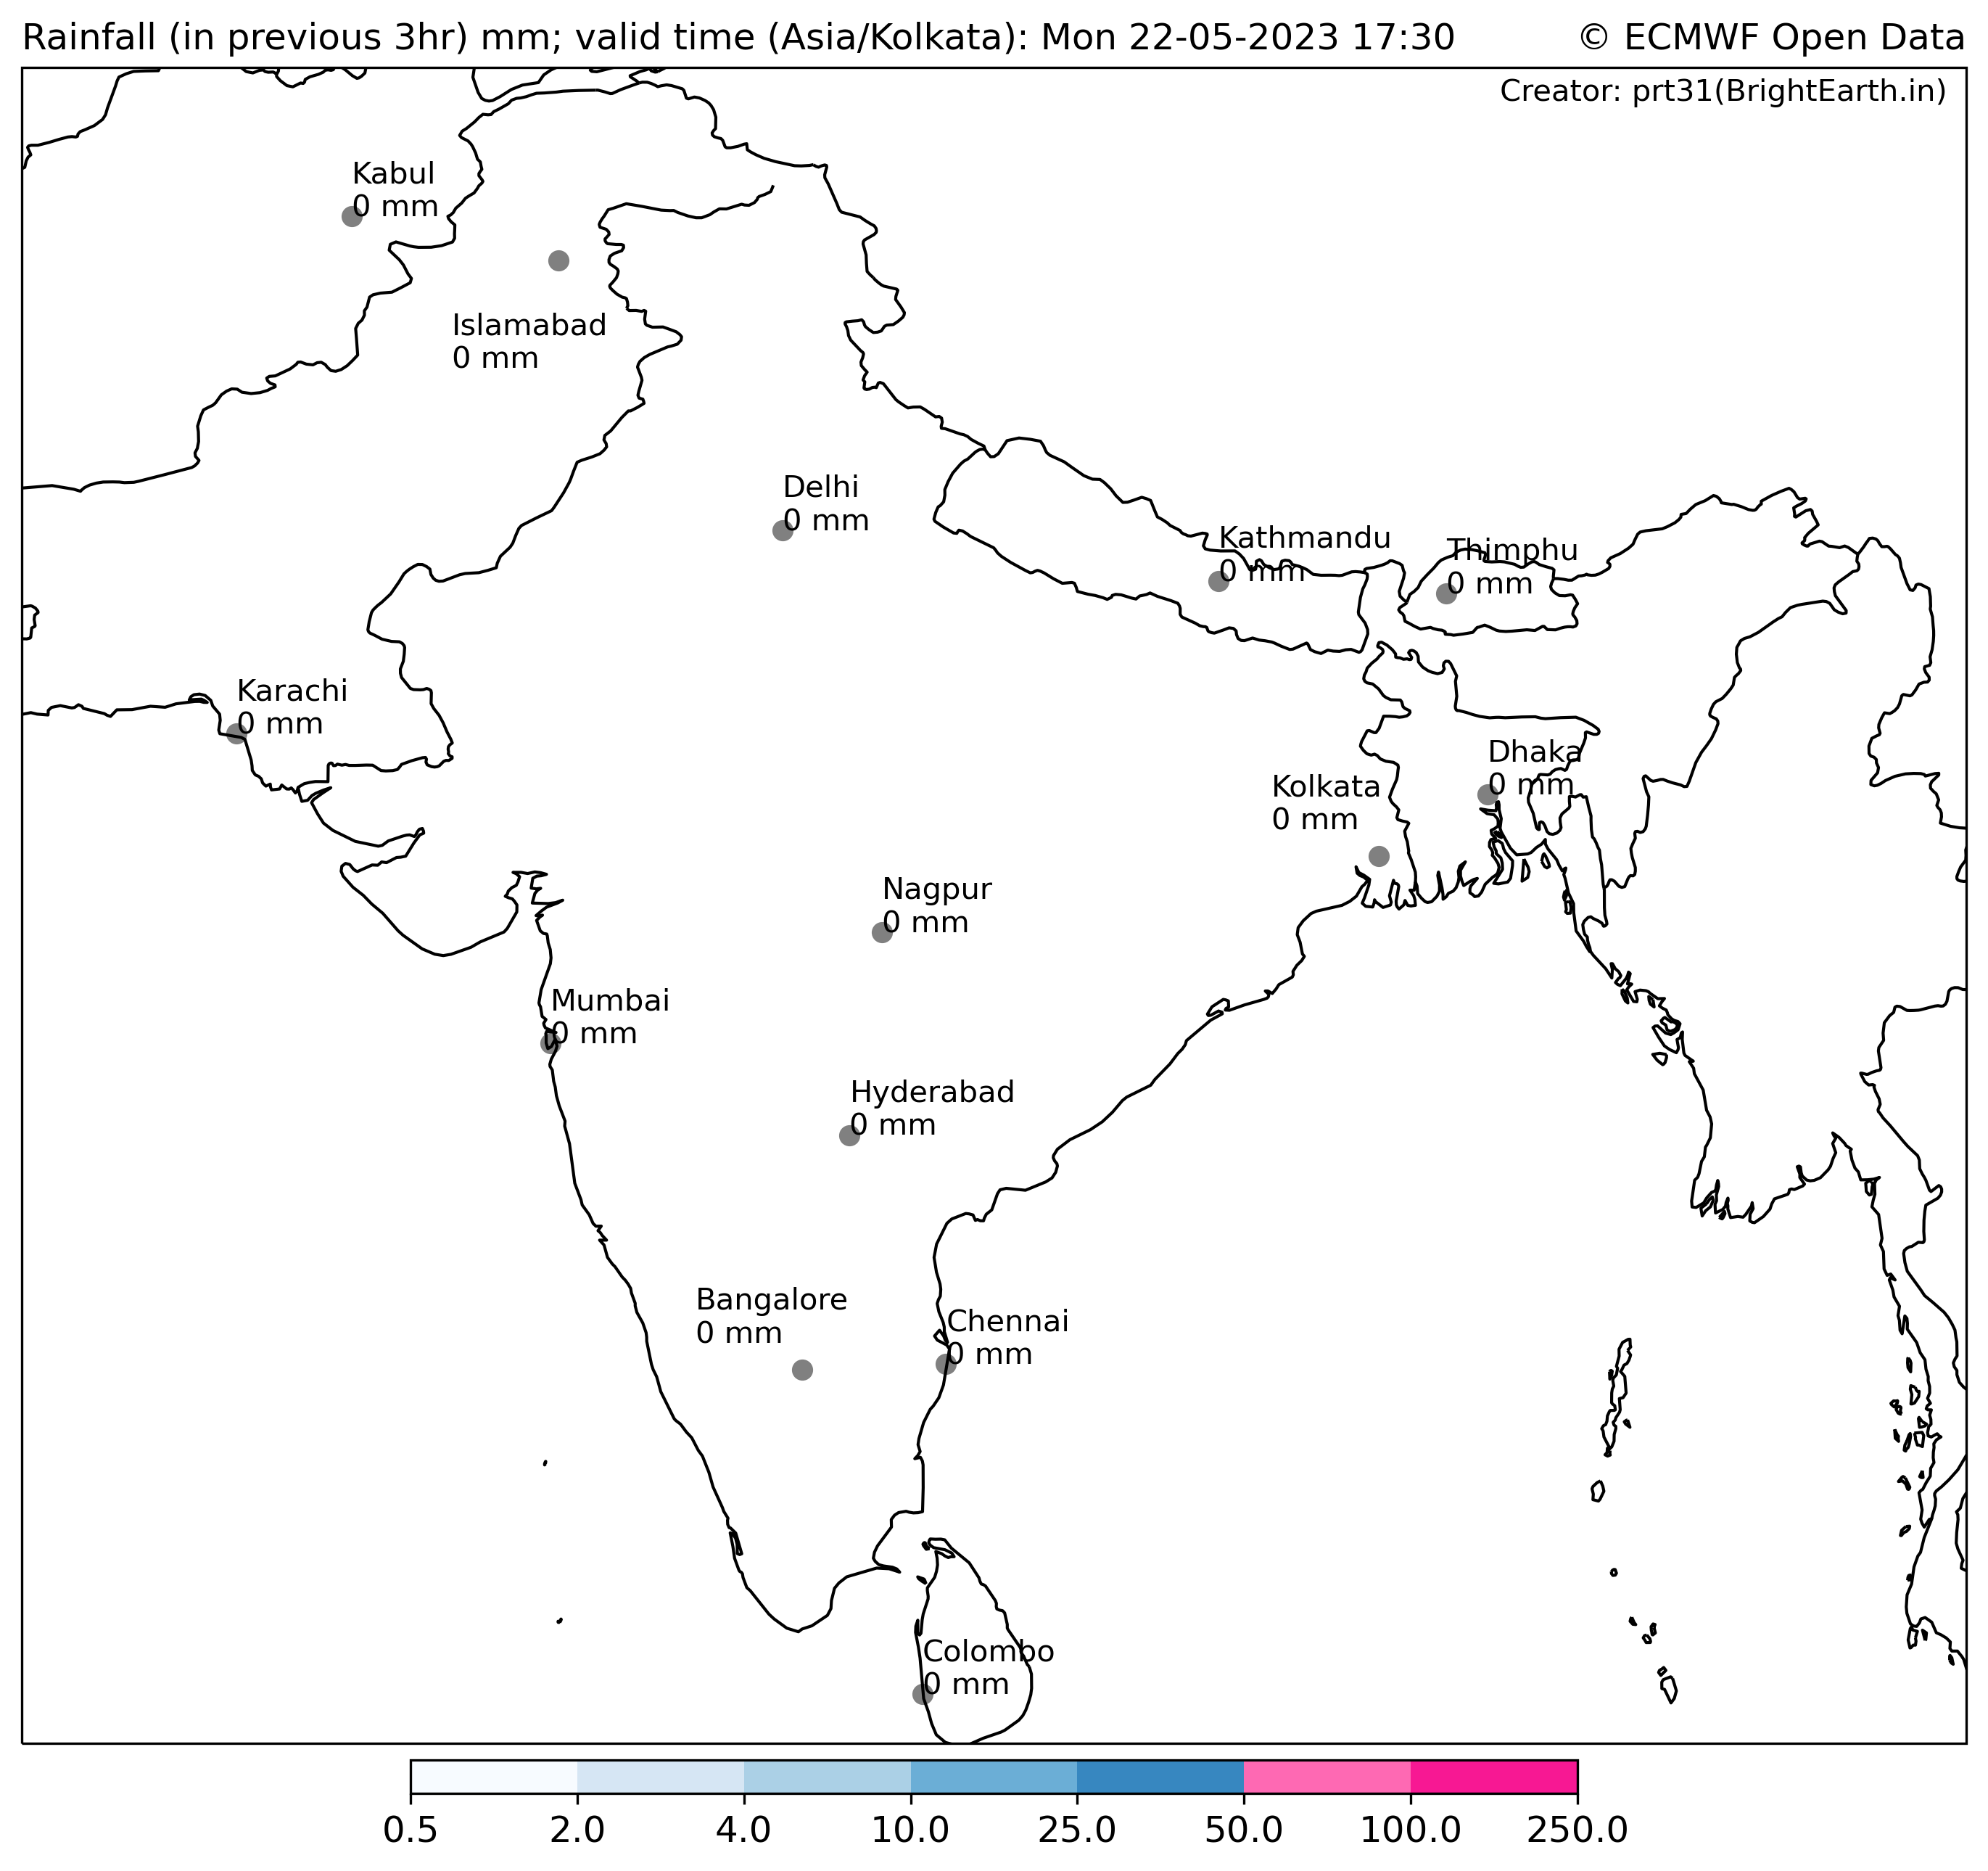 Rainfall (in previous 3hr) mm; valid time (Asia/Kolkata): Mon 22-05-2023 17:30
© ECMWF Open Data
Creator: prt31(BrightEarth.in)
Kabul
0 mm
Islamabad
0 mm
Delhi
0 mm
Kathmandu
0 mm
Thimphu
0 mm
Karachi
0 mm
Dhaka
0 mm
Kolkata
0 mm
Nagpur
0 mm
Mumbai
0 mm
Hyderabad
0 mm
Bangalore
0 mm
Chennai
0 mm
Colombo
0 mm
0.5 2.0 4.0 10.0 25.0 50.0 100.0 250.0